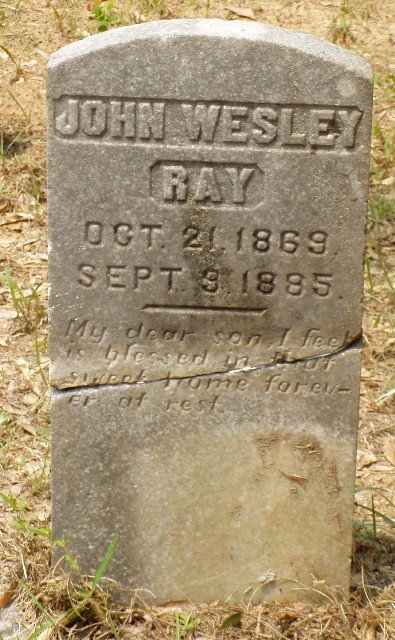 JOHN WESLEY
RAY
OCT. 21. 1869.
SEPT. 9, 1885.
My dear son, I feel
is blessed in that
sweet home forev-
er at rest.